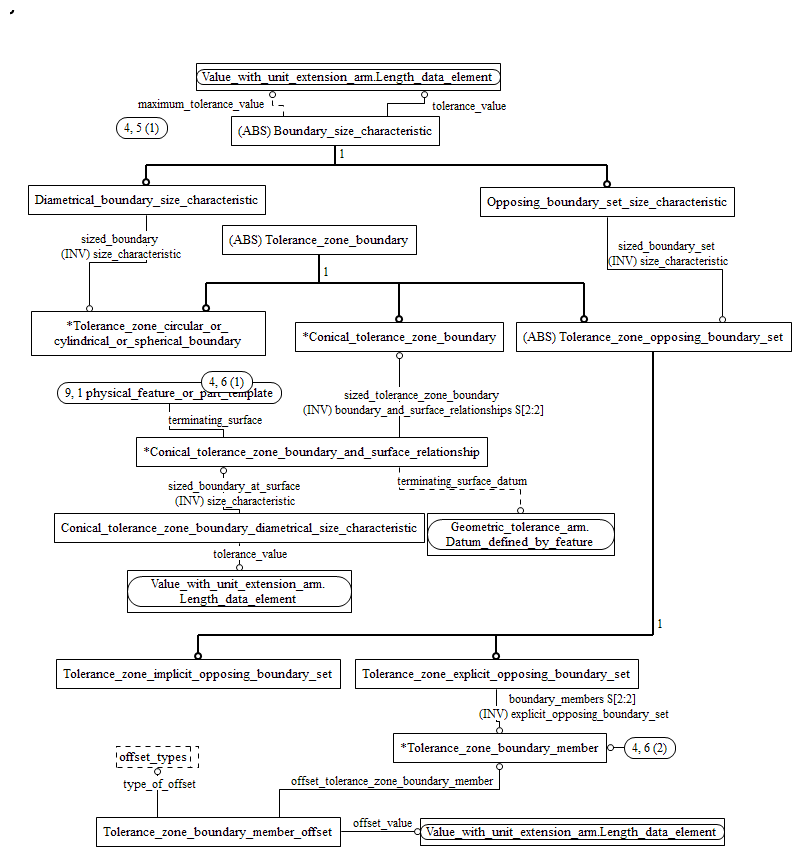 Value_with_unit_extension_arm.Length_data_element
maximum_tolerance_value
tolerance_value
4, 5 (1)
(ABS) Boundary_size_characteristic
1
Diametrical_boundary_size_characteristic
Opposing_boundary_set_size_characteristic
sized_boundary
(INV) size_characteristic
(ABS) Tolerance_zone_boundary
sized_boundary_set
(INV) size_characteristic
1
*Tolerance_zone_circular_or_
cylindrical_or_spherical_boundary
*Conical_tolerance_zone_boundary
(ABS) Tolerance_zone_opposing_boundary_set
4, 6 (1)
9, 1 physical_feature_or_part_template
sized_tolerance_zone_boundary
(INV) boundary_and_surface_relationships S[2:2]
terminating_surface
*Conical_tolerance_zone_boundary_and_surface_relationship
sized_boundary_at_surface
(INV) size_characteristic
terminating_surface_datum
Conical_tolerance_zone_boundary_diametrical_size_characteristic
Geometric_tolerance_arm.
Datum_defined_by_feature
tolerance_value
Value_with_unit_extension_arm.
Length_data_element
1
Tolerance_zone_implicit_opposing_boundary_set
Tolerance_zone_explicit_opposing_boundary_set
boundary_members S[2:2]
(INV) explicit_opposing_boundary_set
*Tolerance_zone_boundary_member
4, 6 (2)
offset_types
type_of_offset
offset_tolerance_zone_boundary_member
Tolerance_zone_boundary_member_offset
offset_value
Value_with_unit_extension_arm.Length_data_element